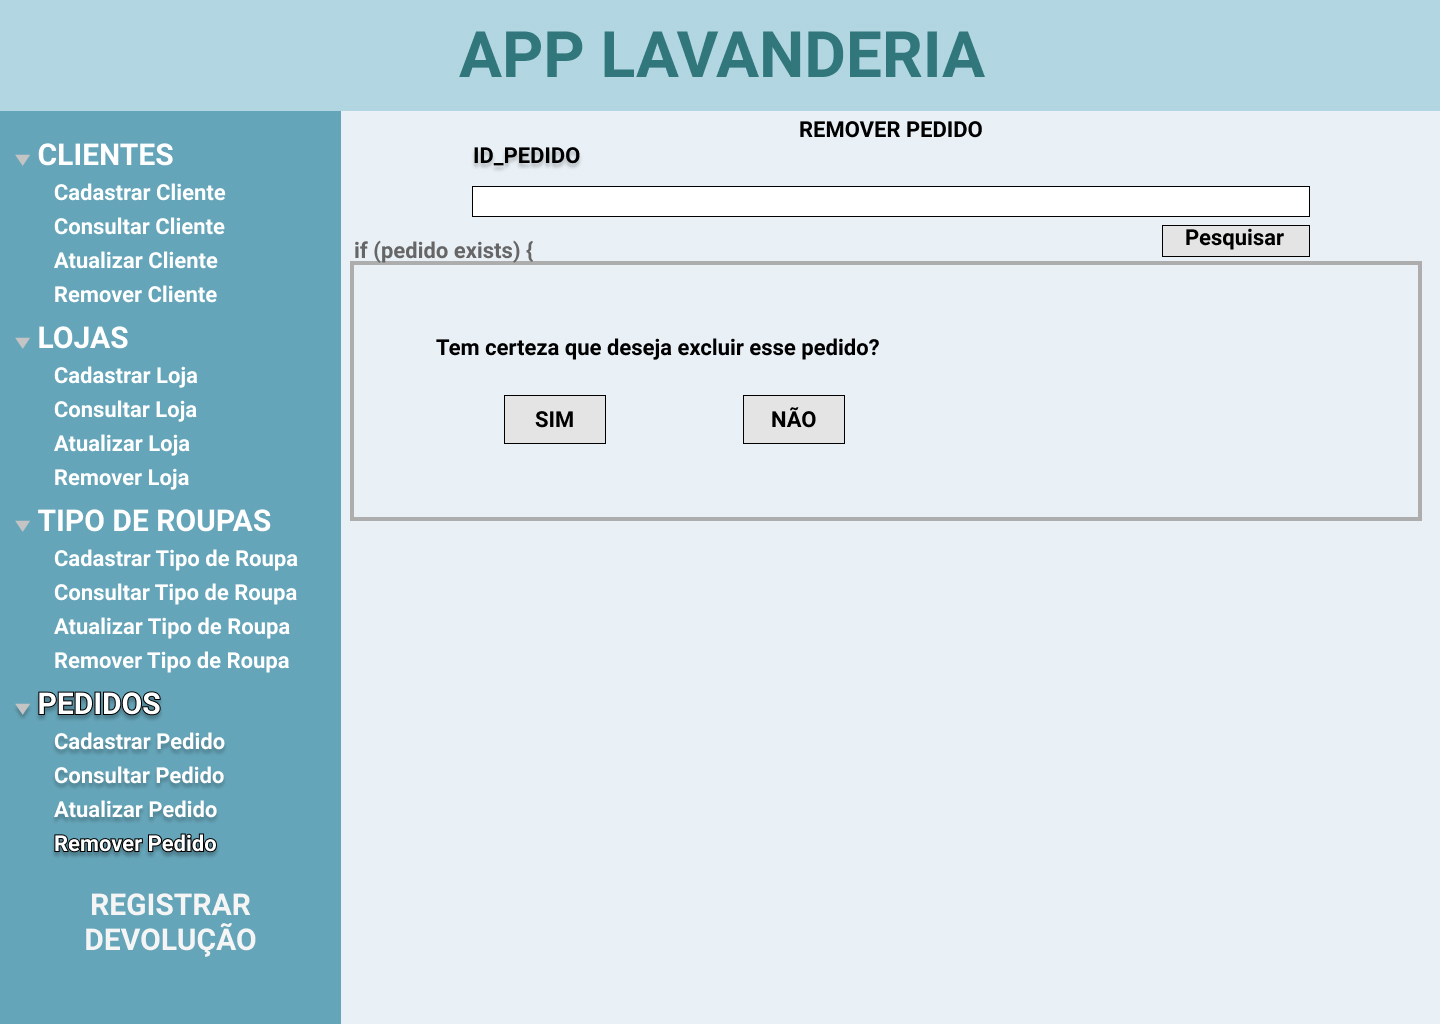 APP LAVANDERIA
CLIENTES
Cadastrar Cliente
Consultar Cliente
Atualizar Cliente
Remover Cliente
LOJAS
Cadastrar Loja
Consultar Loja
Atualizar Loja
Remover Loja
TIPO DE ROUPAS
Cadastrar Tipo de Roupa
Consultar Tipo de Roupa
Atualizar Tipo de Roupa
Remover Tipo de Roupa
PEDIDOS
Cadastrar Pedido
Consultar Pedido
Atualizar Pedido
Remover Pedido
REGISTRAR
DEVOLUÇÃO
REMOVER PEDIDO
ID_PEDIDO
Pesquisar
if (pedido exists) {
Tem certeza que deseja excluir esse pedido?
SIM
NÃO